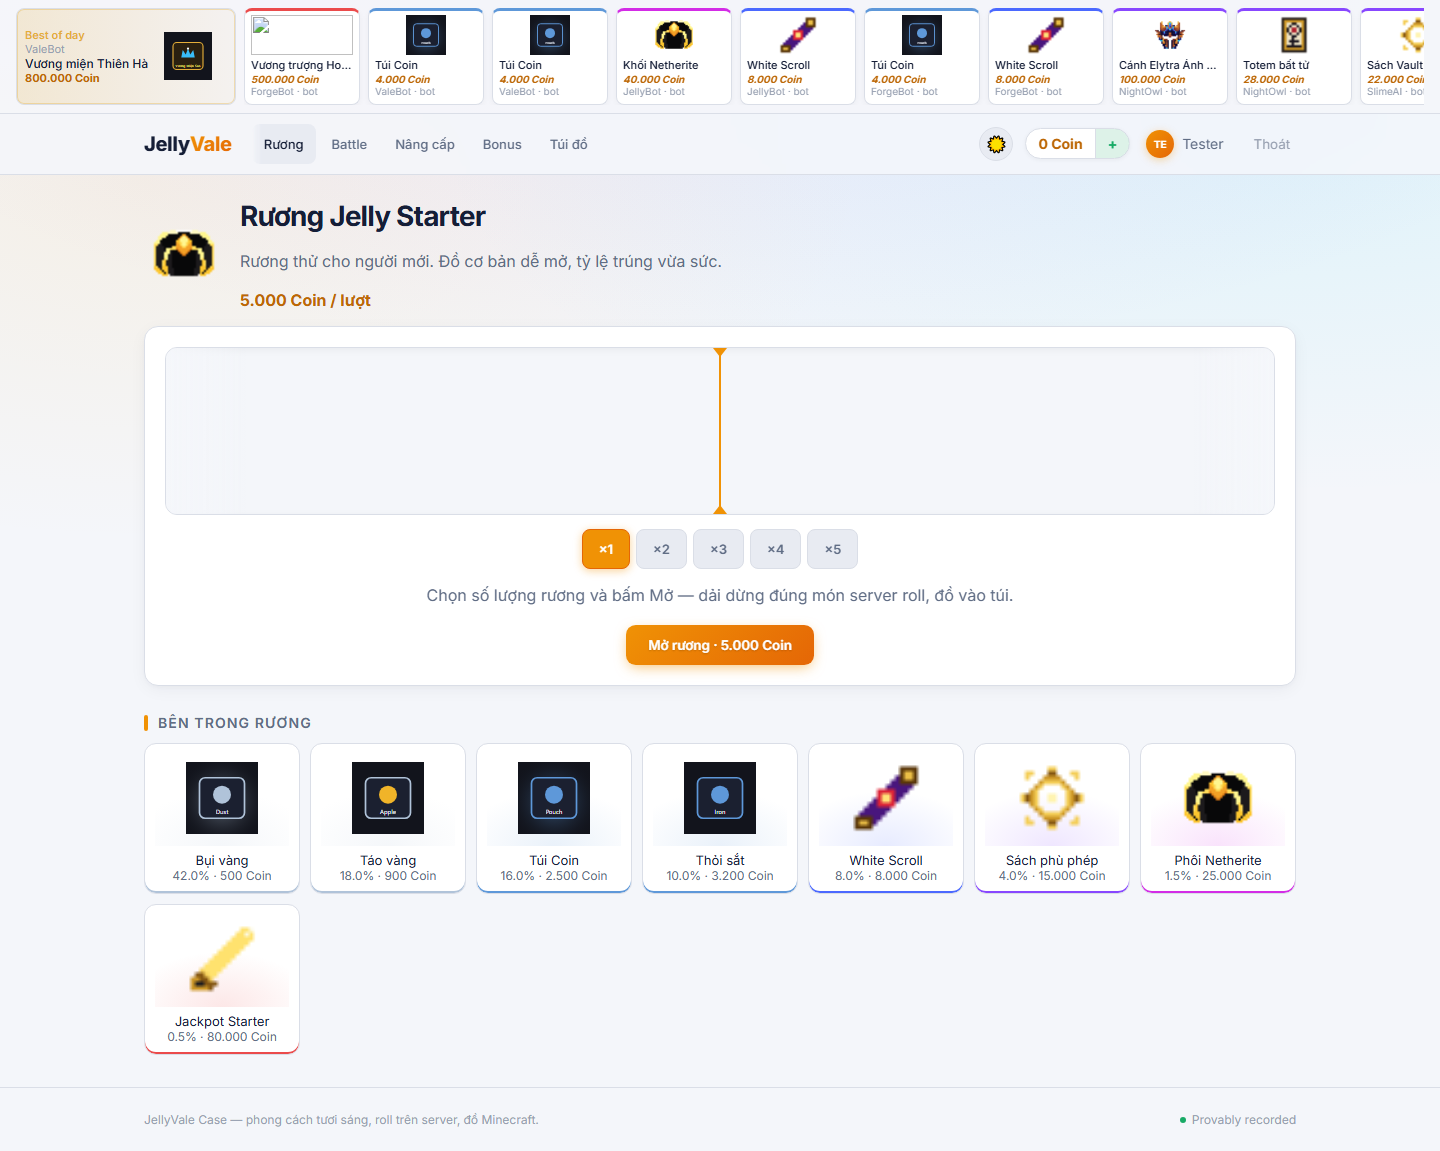 Best of day
ValeBot
Vương miện Thiên Hà
800.000 Coin
Vương trượng Ho...
500.000 Coin
ForgeBot · bot
Túi Coin
4.000 Coin
ValeBot · bot
Túi Coin
4.000 Coin
ValeBot · bot
Khối Netherite
40.000 Coin
JellyBot · bot
White Scroll
8.000 Coin
JellyBot · bot
Túi Coin
4.000 Coin
ForgeBot · bot
White Scroll
8.000 Coin
ForgeBot · bot
Cánh Elytra Ánh ...
100.000 Coin
NightOwl · bot
Totem bất tử
28.000 Coin
NightOwl · bot
Sách Vault
22.000 Coin
SlimeAI · bot
JellyVale
Rương
Battle
Nâng cấp
Bonus
Túi đồ
0 Coin
+
TE
Tester
Thoát
Rương Jelly Starter
Rương thử cho người mới. Đồ cơ bản dễ mở, tỷ lệ trúng vừa sức.
5.000 Coin / lượt
×1
×2
×3
×4
×5
Chọn số lượng rương và bấm Mở — dải dừng đúng món server roll, đồ vào túi.
Mở rương · 5.000 Coin
BÊN TRONG RƯƠNG
Dust
Bụi vàng
42.0% · 500 Coin
Apple
Táo vàng
18.0% · 900 Coin
Pouch
Túi Coin
16.0% · 2.500 Coin
Iron
Thỏi sắt
10.0% · 3.200 Coin
White Scroll
8.0% · 8.000 Coin
Sách phù phép
4.0% · 15.000 Coin
Phôi Netherite
1.5% · 25.000 Coin
Jackpot Starter
0.5% · 80.000 Coin
JellyVale Case — phong cách tươi sáng, roll trên server, đồ Minecraft.
Provably recorded